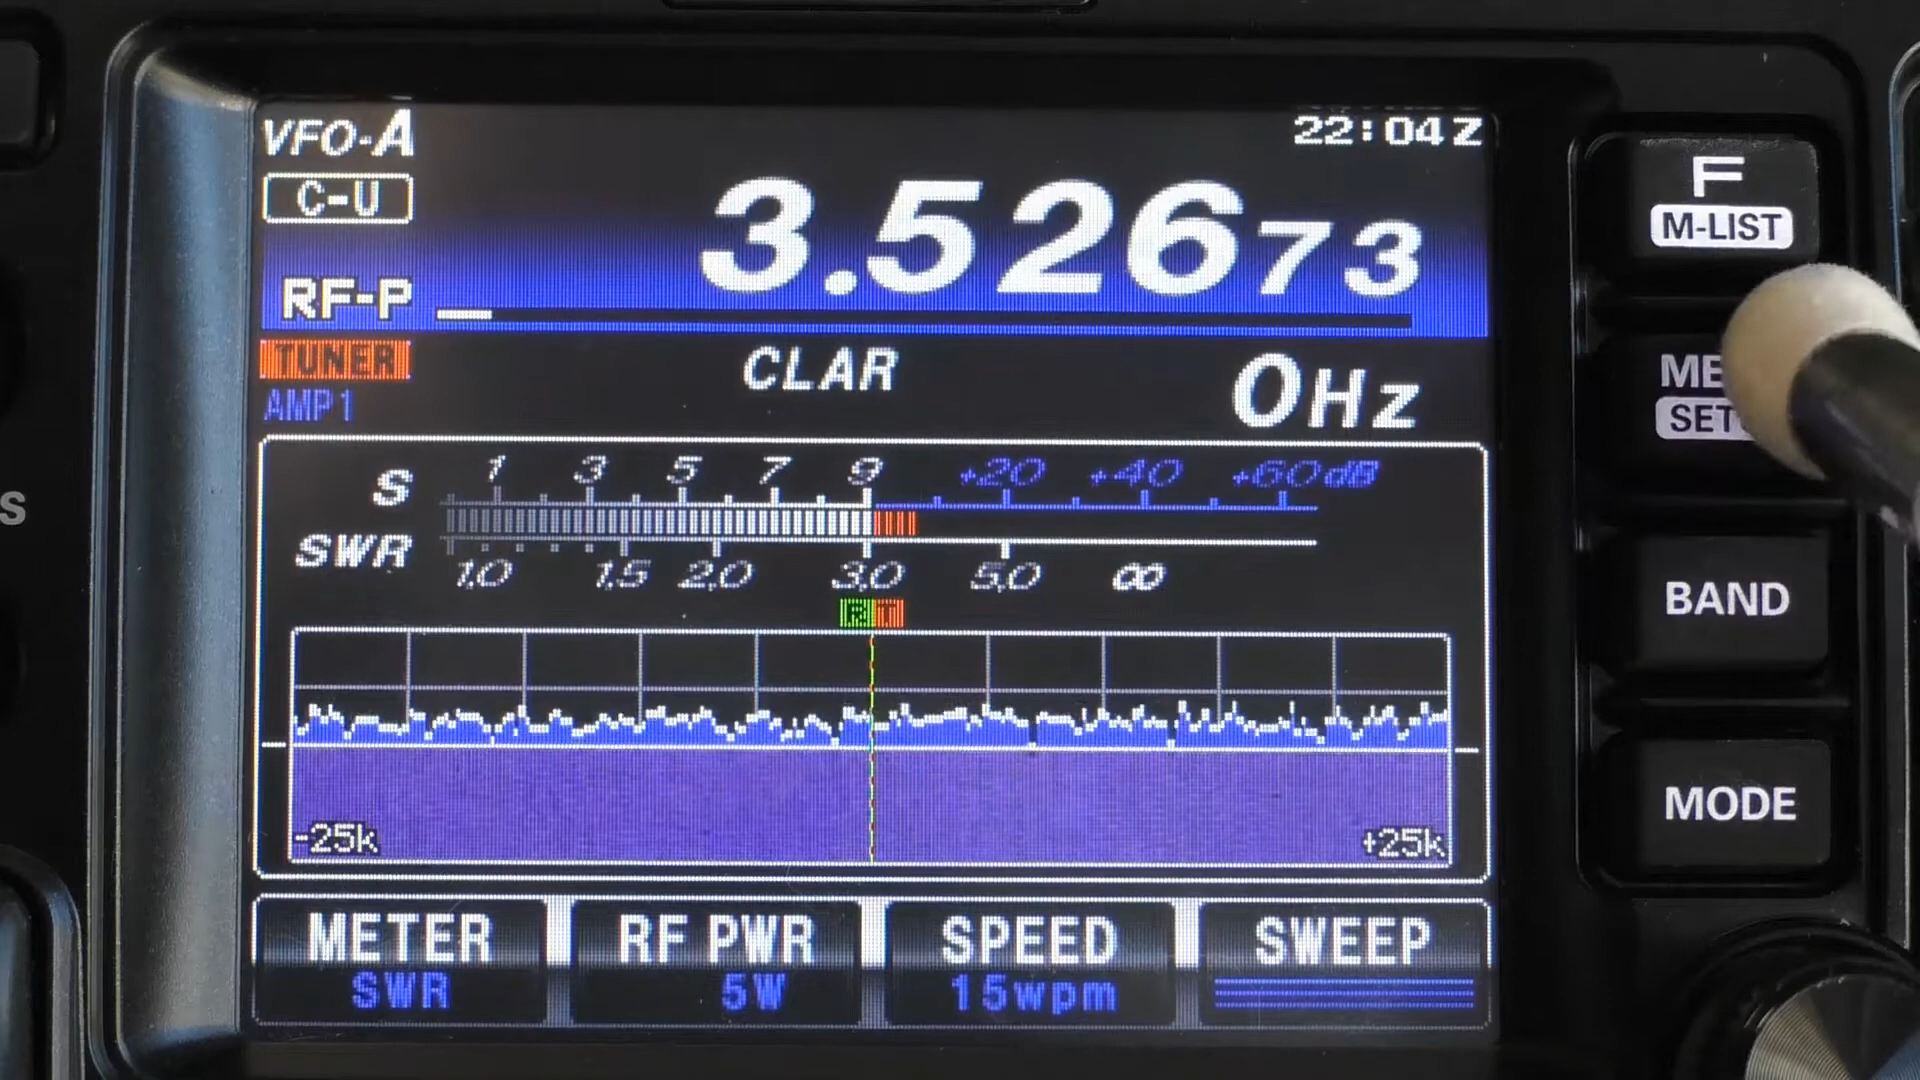 VFO-A
22:04Z
C-U
3.52673
RF-P
TUNER
CLAR
0Hz
AMP1
S 1 3 5 7 9 +20 +40 +60dB
SWR 1.0 1.5 2.0 3.0 5.0 ∞
R T
-25k +25k
METER RF PWR SPEED SWEEP
SWR 5W 15wpm
F
M-LIST
BAND
MODE
S